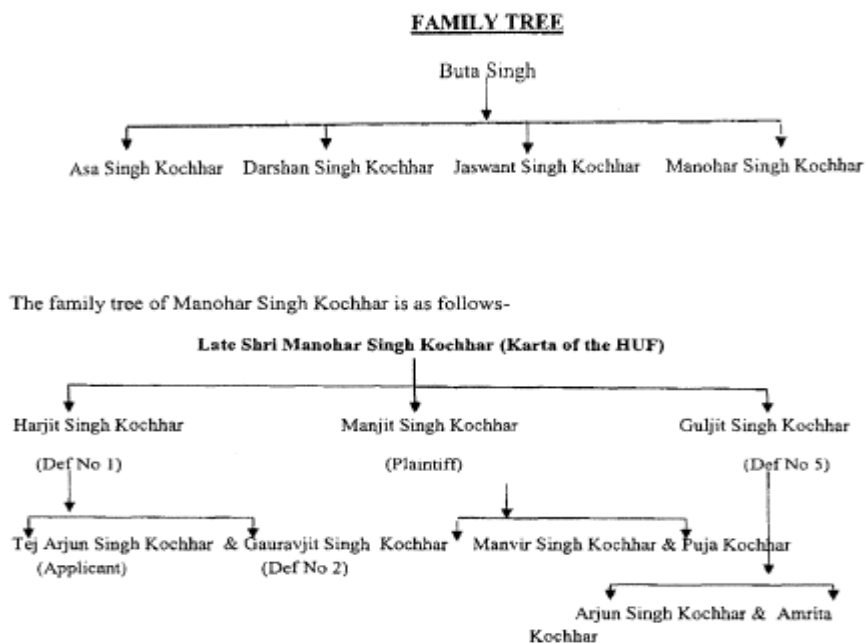 FAMILY TREE
Buta Singh
Asa Singh Kochhar Darshan Singh Kochhar Jaswant Singh Kochhar Manohar Singh Kochhar
The family tree of Manohar Singh Kochhar is as follows-
Late Shri Manohar Singh Kochhar (Karta of the HUF)
Harjit Singh Kochhar Manjit Singh Kochhar Guljit Singh Kochhar
(Def No 1) (Plaintiff) (Def No 5)
Tej Arjun Singh Kochhar & Gauravjit Singh Kochhar Manvir Singh Kochhar & Puja Kochhar
(Applicant) (Def No 2)
Arjun Singh Kochhar & Amrita
Kochhar